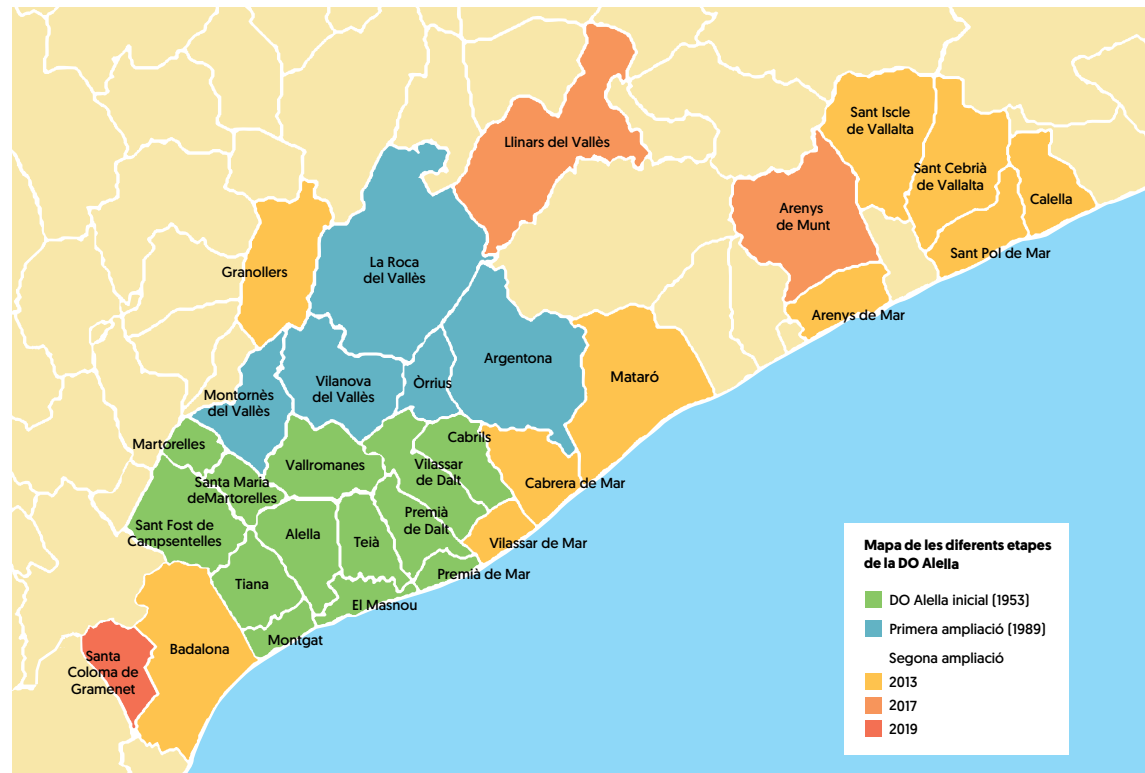 Sant Iscle
de Vallalta
Llinars del Vallès
Sant Cebrià
de Vallalta
Calella
Arenys
de Munt
Sant Pol de Mar
Granollers
La Roca
del Vallès
Arenys de Mar
Argentona
Mataró
Òrrius
Vilanova
del Vallès
Montornès
del Vallès
Martorelles
Cabrils
Vallromanes
Vilassar
de Dalt
Santa Maria
deMartorelles
Cabrera de Mar
Sant Fost de
Campsentelles
Alella
Teià
Premià
de Dalt
Vilassar de Mar
Premià de Mar
Tiana
El Masnou
Montgat
Badalona
Santa
Coloma de
Gramenet
Mapa de les diferents etapes
de la DO Alella
DO Alella inicial (1953)
Primera ampliació (1989)
Segona ampliació
2013
2017
2019